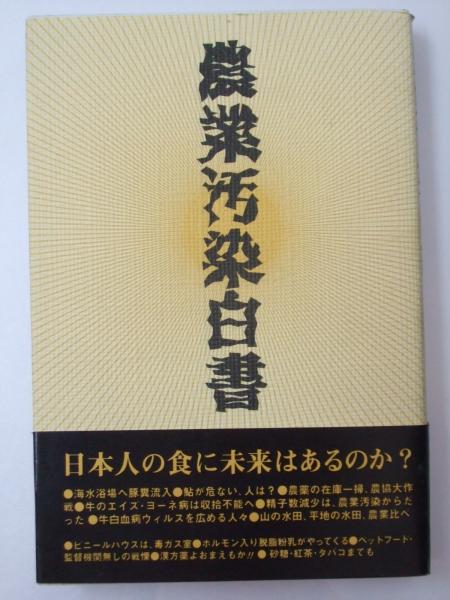 農業汚染白書
日本人の食に未来はあるのか?
●海水浴場へ豚糞流入●鮎が危ない、人は?●農薬の在庫一掃、農協大作
戦●牛のエイズ・ヨーネ病は収拾不能へ●精子数減少は、農業汚染からだ
った●牛白血病ウィルスを広める人々●山の水田、平地の水田、農業比べ
●ビニールハウスは、毒ガス室●ホルモン入り脱脂粉乳がやってくる●ペットフード・
監督機関無しの戦慄●漢方薬よおまえもか!!●砂糖・紅茶・タバコまでも